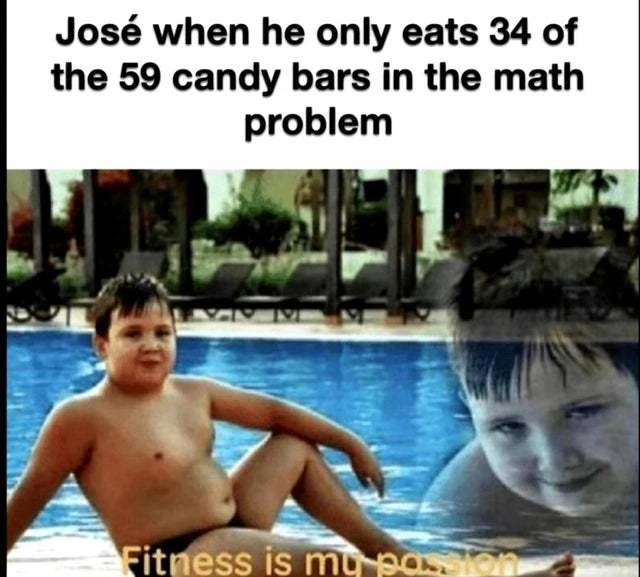 José when he only eats 34 of
the 59 candy bars in the math
problem
Fitness is my passion